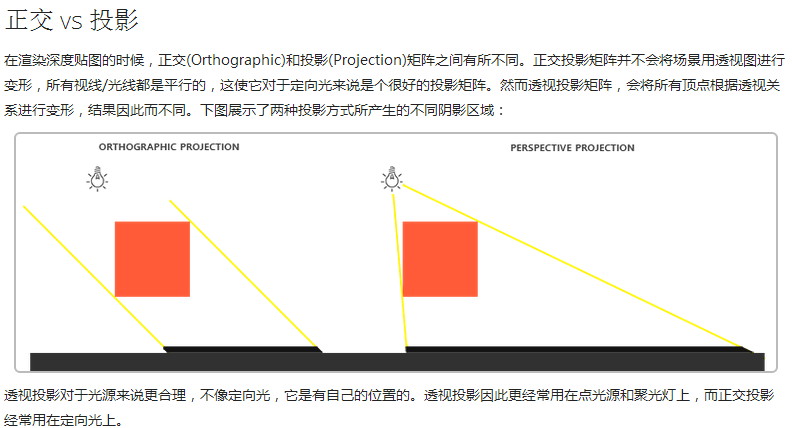 正交 vs 投影
在渲染深度贴图的时候，正交(Orthographic)和投影(Projection)矩阵之间有所不同。正交投影矩阵并不会将场景用透视图进行
变形，所有视线/光线都是平行的，这使它对于定向光来说是个很好的投影矩阵。然而透视投影矩阵，会将所有顶点根据透视关
系进行变形，结果因此而不同。下图展示了两种投影方式所产生的不同阴影区域：
ORTHOGRAPHIC PROJECTION
PERSPECTIVE PROJECTION
透视投影对于光源来说更合理，不像定向光，它是有自己的位置的。透视投影因此更经常用在点光源和聚光灯上，而正交投影
经常用在定向光上。